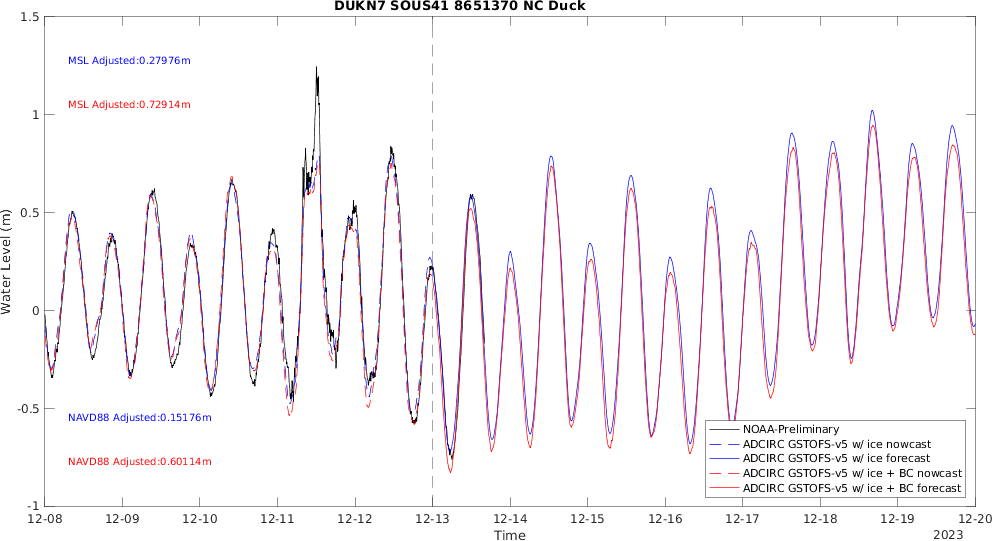 DUKN7 SOUS41 8651370 NC Duck
1.5
MSL Adjusted:0.27976m
MSL Adjusted:0.72914m
1
0.5
Water Level (m)
0
-0.5
NAVD88 Adjusted:0.15176m
NAVD88 Adjusted:0.60114m
-1
NOAA-Preliminary
ADCIRC GSTOFS-v5 w/ ice nowcast
ADCIRC GSTOFS-v5 w/ ice forecast
ADCIRC GSTOFS-v5 w/ ice + BC nowcast
ADCIRC GSTOFS-v5 w/ ice + BC forecast
12-08 12-09 12-10 12-11 12-12 12-13 12-14 12-15 12-16 12-17 12-18 12-19 12-20
Time
2023